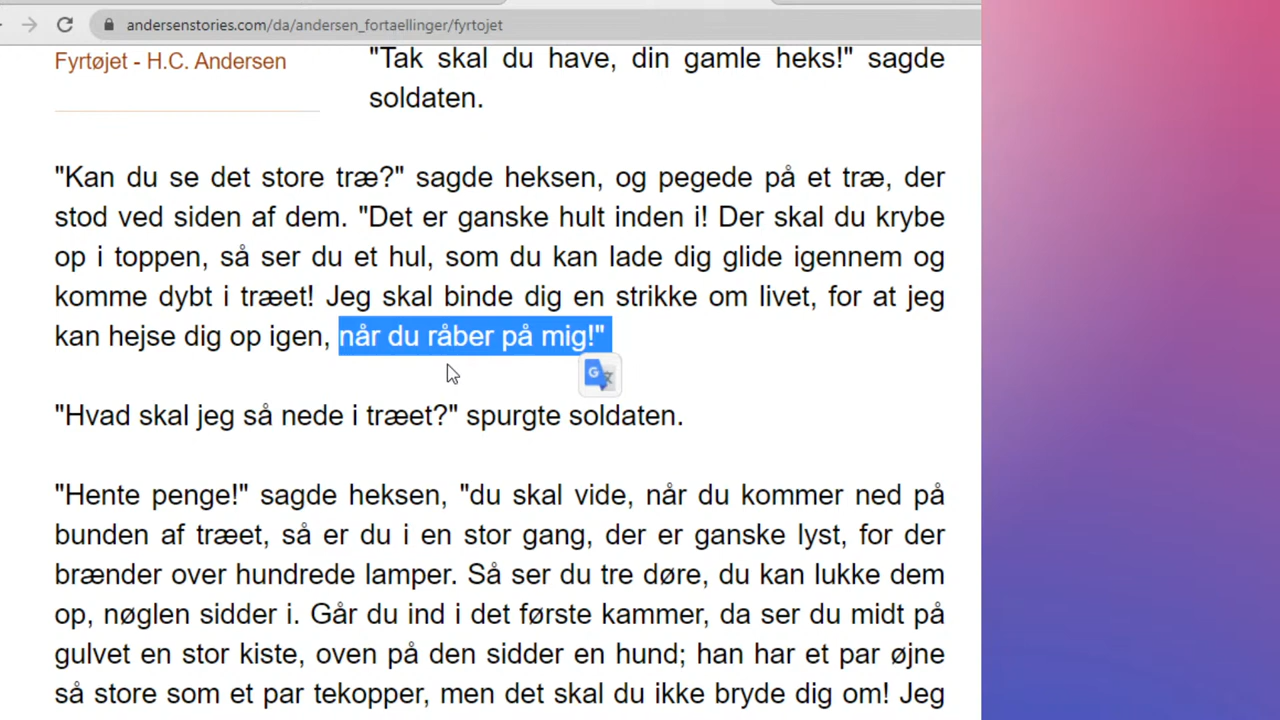 andersenstories.com/da/andersen_fortaellinger/fyrtojet
Fyrtøjet - H.C. Andersen
"Tak skal du have, din gamle heks!" sagde
soldaten.
"Kan du se det store træ?" sagde heksen, og pegede på et træ, der
stod ved siden af dem. "Det er ganske hult inden i! Der skal du krybe
op i toppen, så ser du et hul, som du kan lade dig glide igennem og
komme dybt i træet! Jeg skal binde dig en strikke om livet, for at jeg
kan hejse dig op igen, når du råber på mig!"
"Hvad skal jeg så nede i træet?" spurgte soldaten.
"Hente penge!" sagde heksen, "du skal vide, når du kommer ned på
bunden af træet, så er du i en stor gang, der er ganske lyst, for der
brænder over hundrede lamper. Så ser du tre døre, du kan lukke dem
op, nøglen sidder i. Går du ind i det første kammer, da ser du midt på
gulvet en stor kiste, oven på den sidder en hund; han har et par øjne
så store som et par tekopper, men det skal du ikke bryde dig om! Jeg